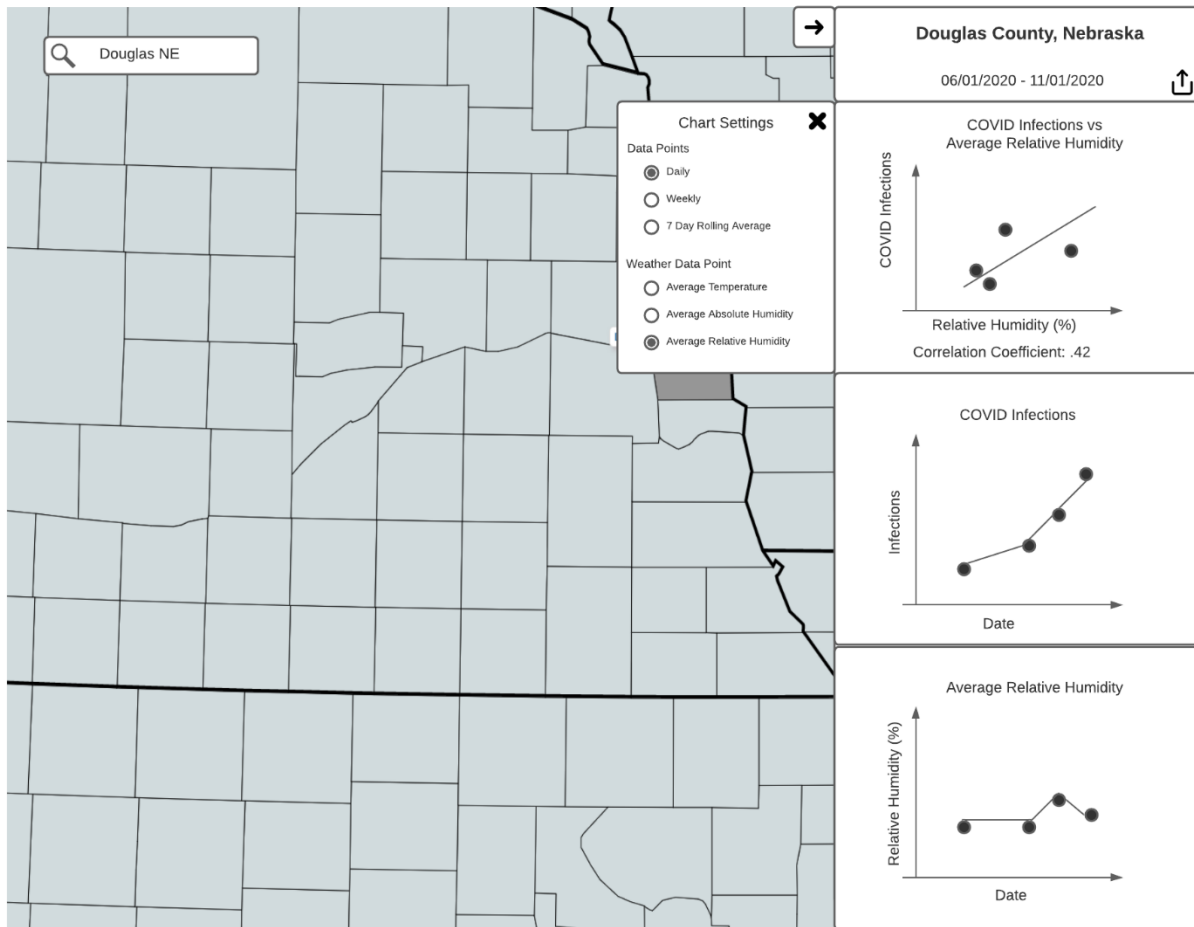 Douglas NE
Chart Settings
Data Points
Daily
Weekly
7 Day Rolling Average
Weather Data Point
Average Temperature
Average Absolute Humidity
Average Relative Humidity
Douglas County, Nebraska
06/01/2020 - 11/01/2020
COVID Infections vs
Average Relative Humidity
COVID Infections
Relative Humidity (%)
Correlation Coefficient: .42
COVID Infections
Infections
Date
Average Relative Humidity
Relative Humidity (%)
Date